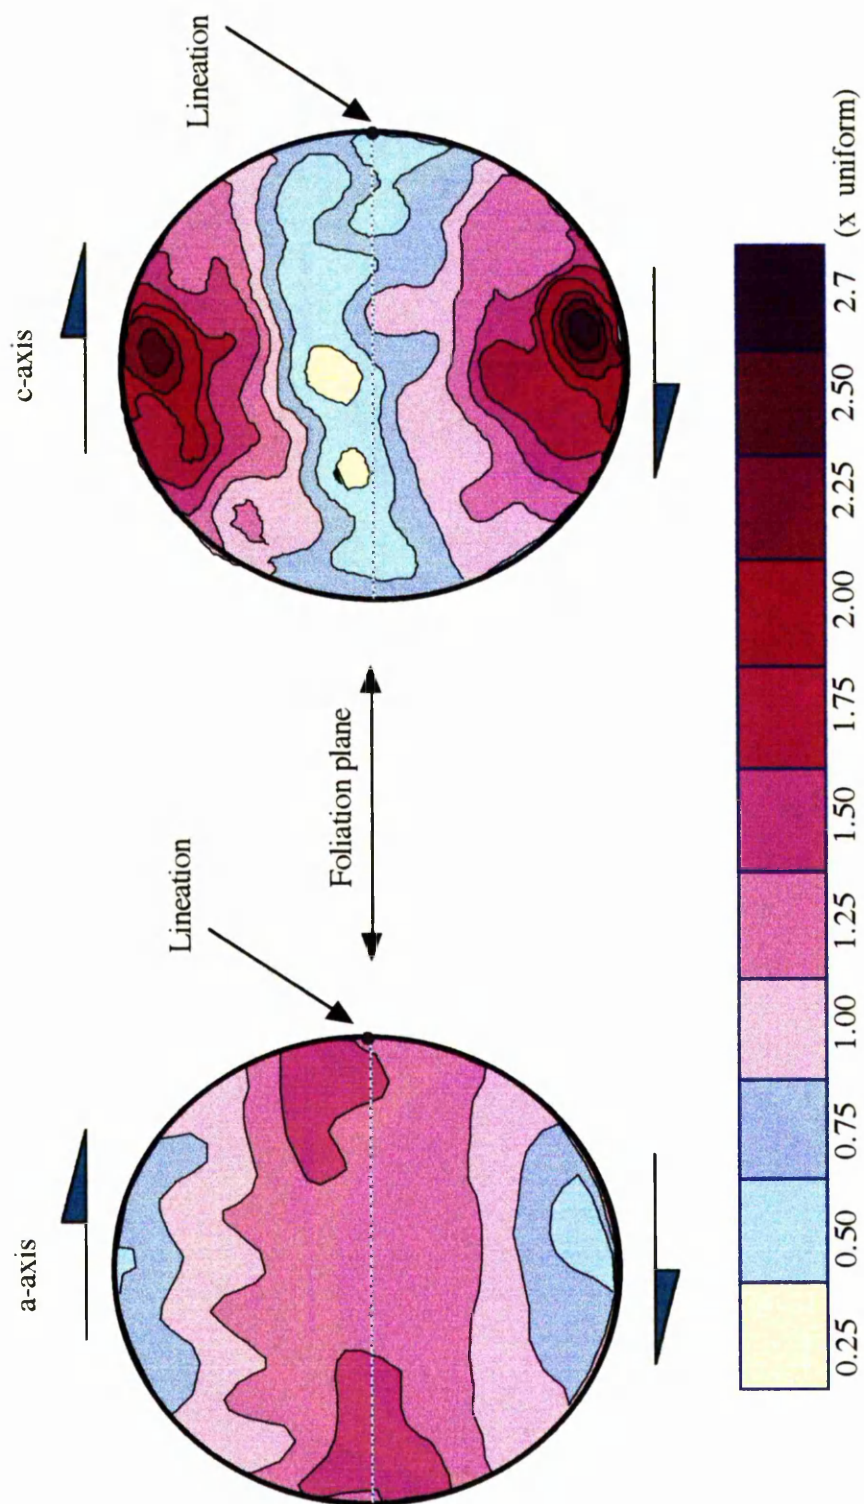 a-axis
c-axis
Lineation
Lineation
Foliation plane
0.25 0.50 0.75 1.00 1.25 1.50 1.75 2.00 2.25 2.50 2.7 (x uniform)